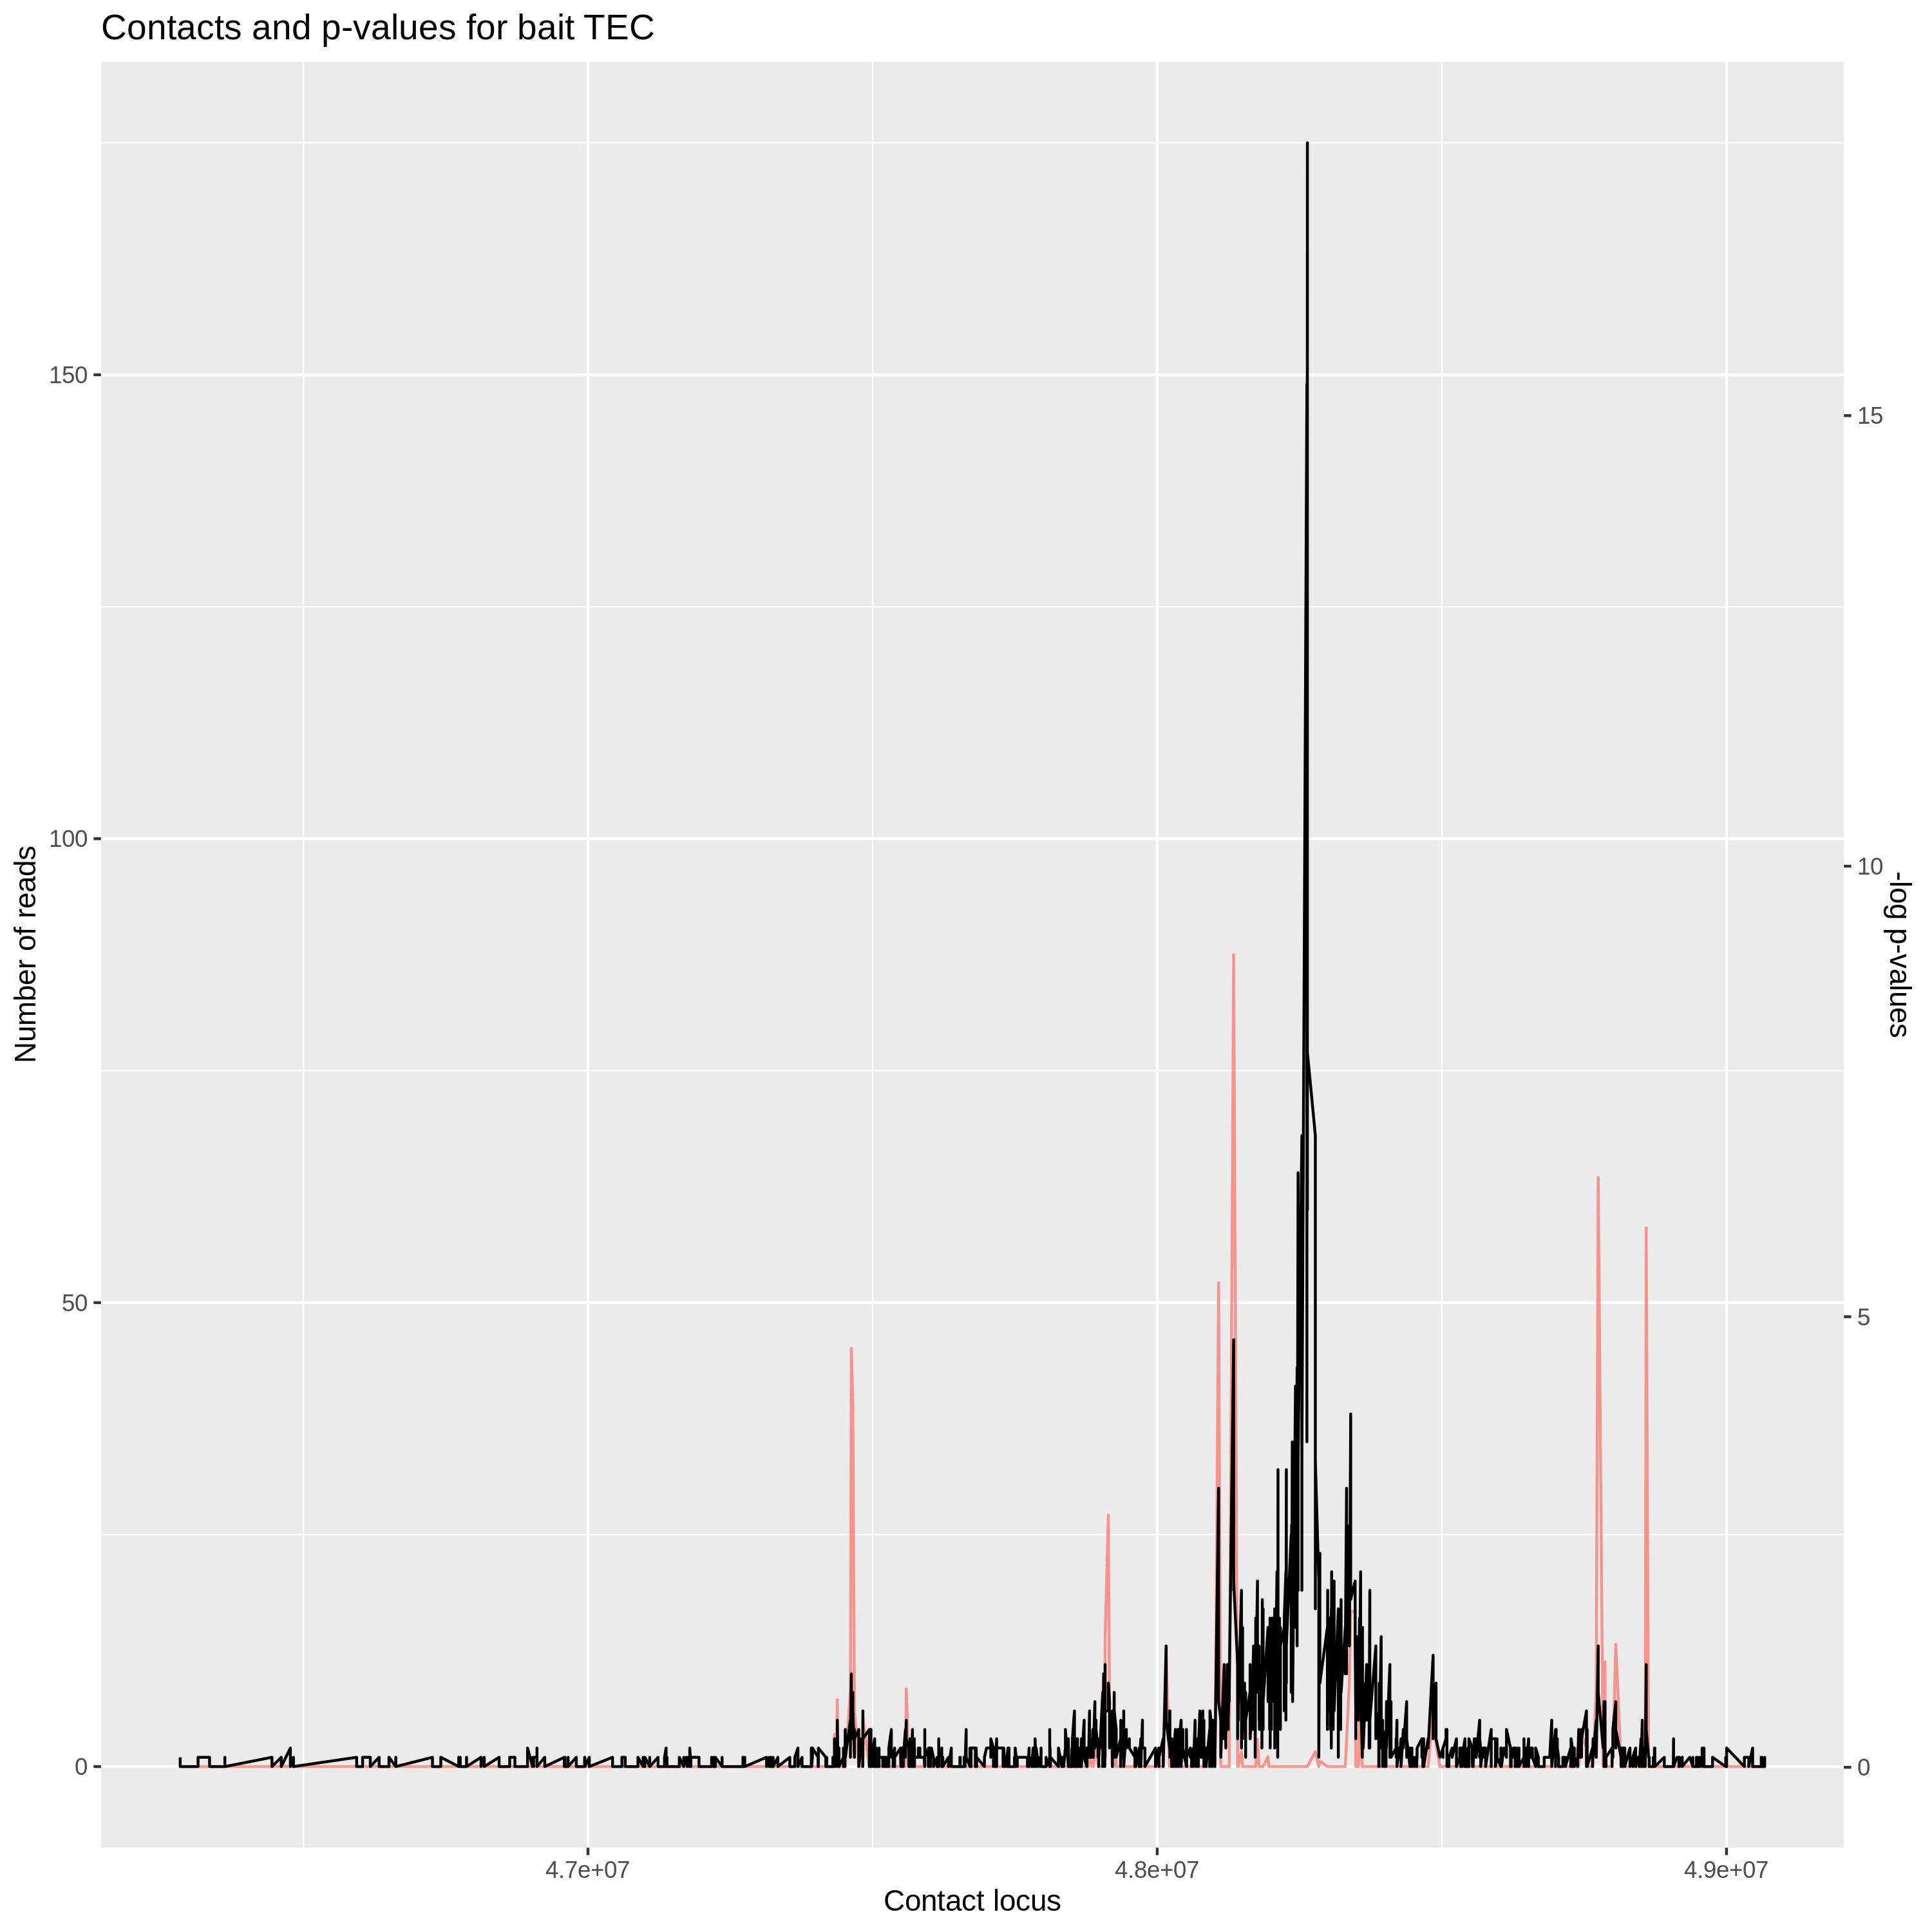 Contacts and p-values for bait TEC
150
100
50
0
Number of reads
15
10
5
0
-log p-values
4.7e+07
4.8e+07
4.9e+07
Contact locus